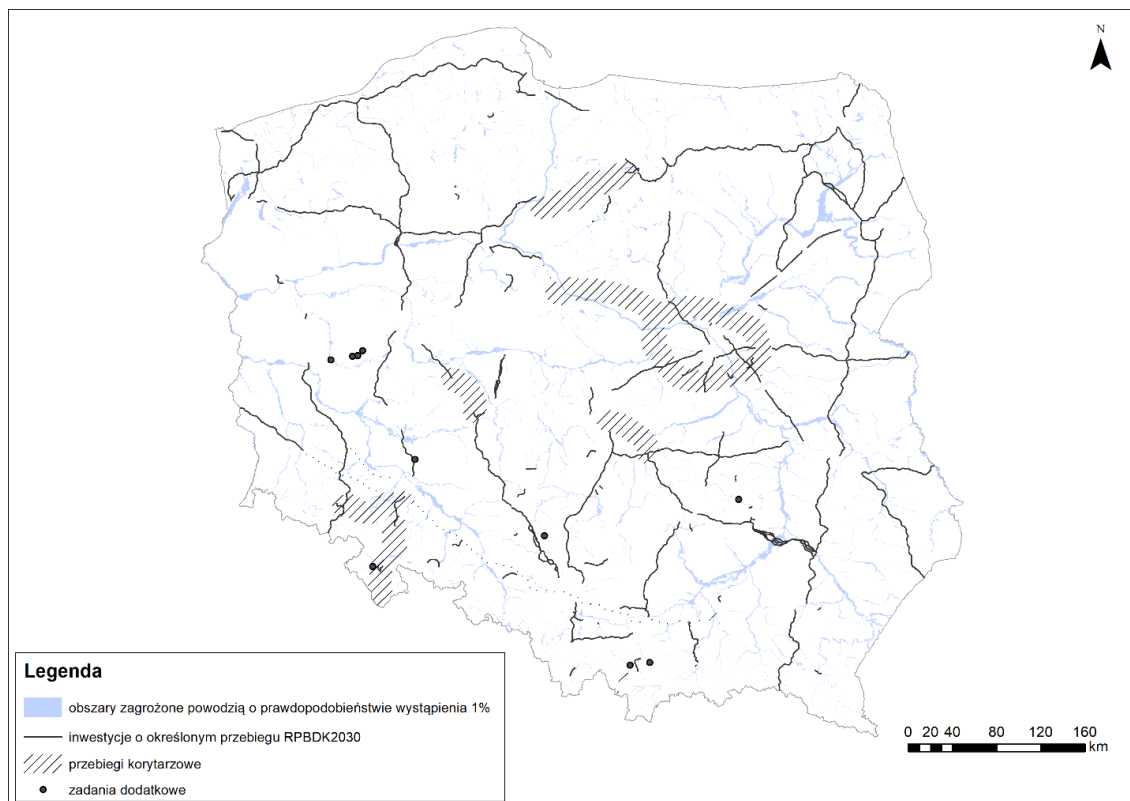 N
Legenda
obszary zagrożone powodzią o prawdopodobieństwie wystąpienia 1%
inwestycje o określonym przebiegu RPBDK2030
przebiegi korytarzowe
zadania dodatkowe
0 20 40 80 120 160
km